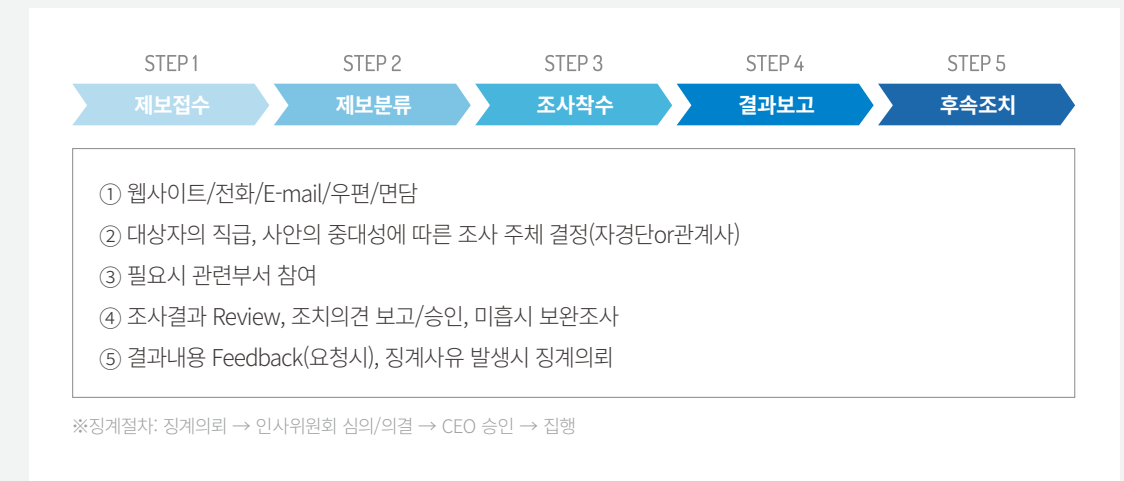 STEP 1 STEP 2 STEP 3 STEP 4 STEP 5
제보접수 제보분류 조사착수 결과보고 후속조치
① 웹사이트/전화/E-mail/우편/면담
② 대상자의 직급, 사안의 중대성에 따른 조사 주체 결정(자경단or관계사)
③ 필요시 관련부서 참여
④ 조사결과 Review, 조치의견 보고/승인, 미흡시 보완조사
⑤ 결과내용 Feedback(요청시), 징계사유 발생시 징계의뢰
※징계절차: 징계의뢰 → 인사위원회 심의/의결 → CEO 승인 → 집행